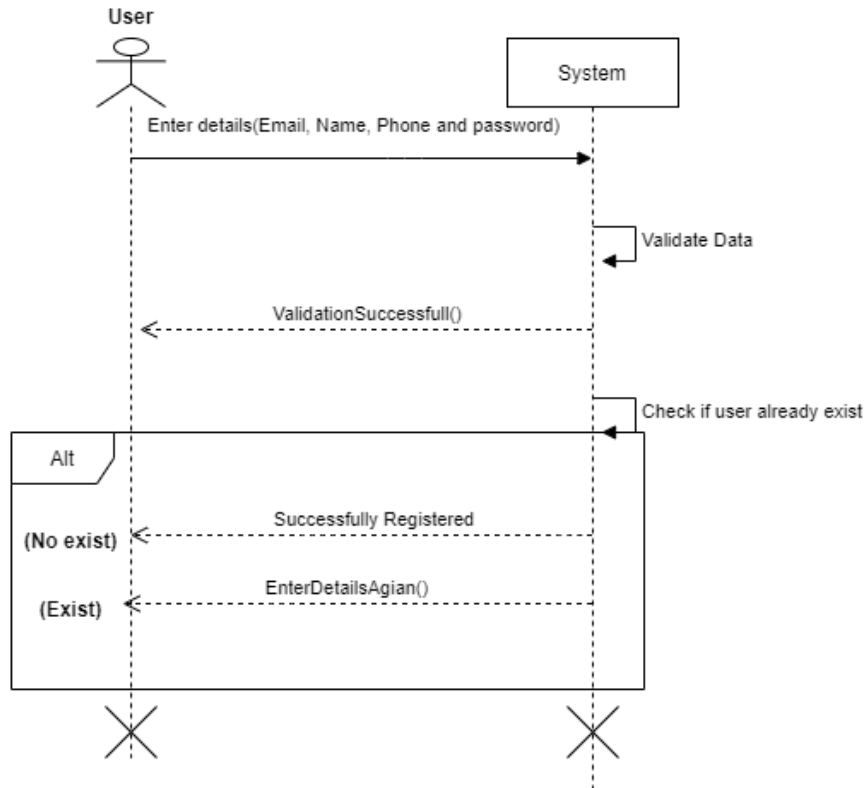 User
System
Enter details(Email, Name, Phone and password)
Validate Data
ValidationSuccessfull()
Check if user already exist
Alt
Successfully Registered
(No exist)
EnterDetailsAgian()
(Exist)